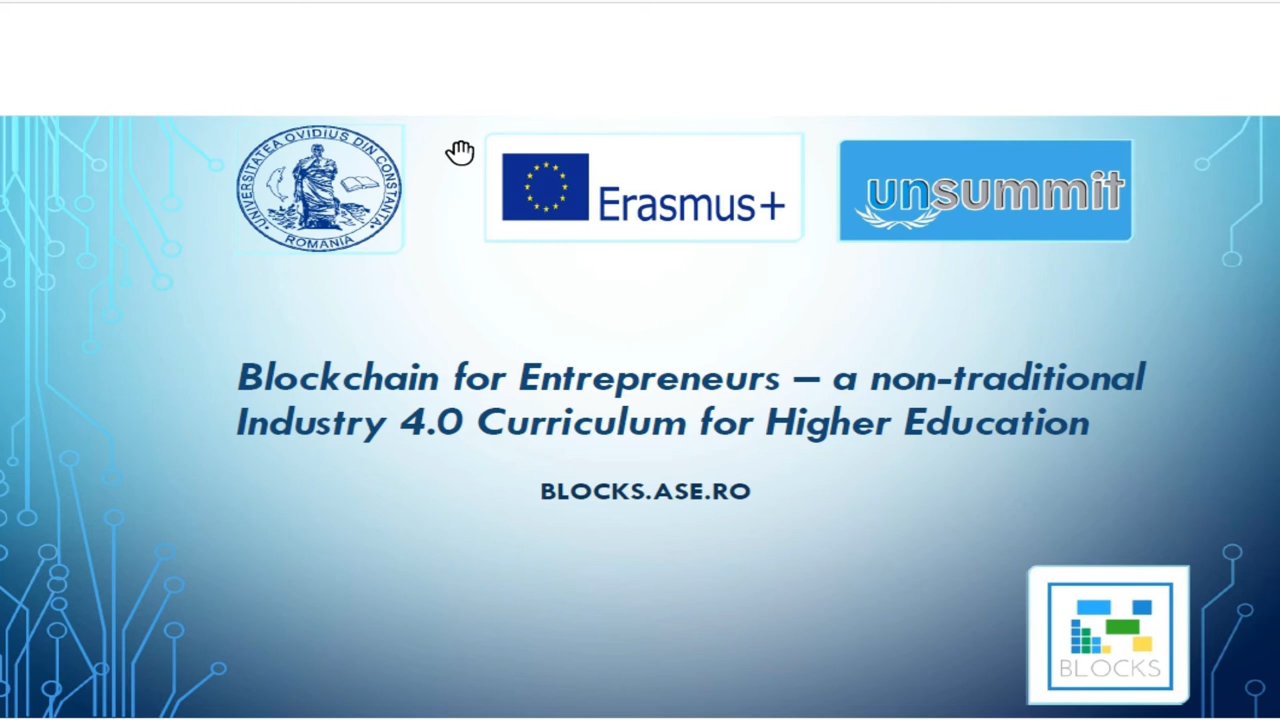 UNIVERSITATEA OVIDIUS DIN CONSTANTA
ROMANIA
Erasmus+
unsummit
Blockchain for Entrepreneurs – a non-traditional
Industry 4.0 Curriculum for Higher Education
BLOCKS.ASE.RO
BLOCKS